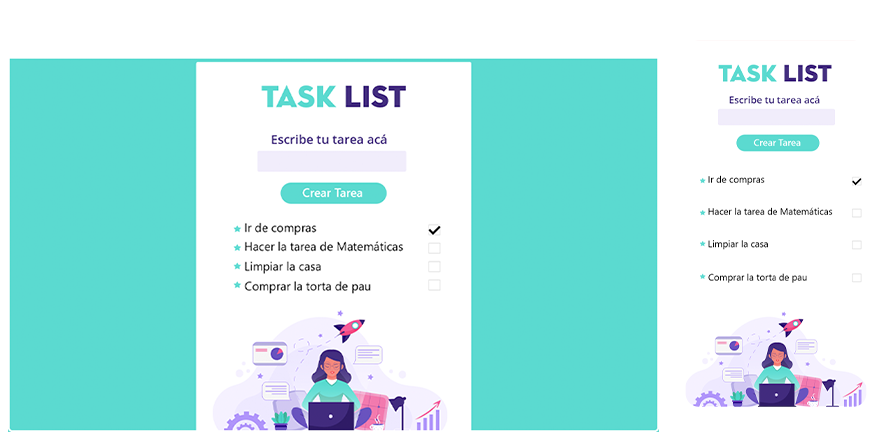 TASK LIST
Escribe tu tarea acá
Crear Tarea
Ir de compras
Hacer la tarea de Matemáticas
Limpiar la casa
Comprar la torta de pau
TASK LIST
Escribe tu tarea acá
Crear Tarea
Ir de compras
Hacer la tarea de Matemáticas
Limpiar la casa
Comprar la torta de pau